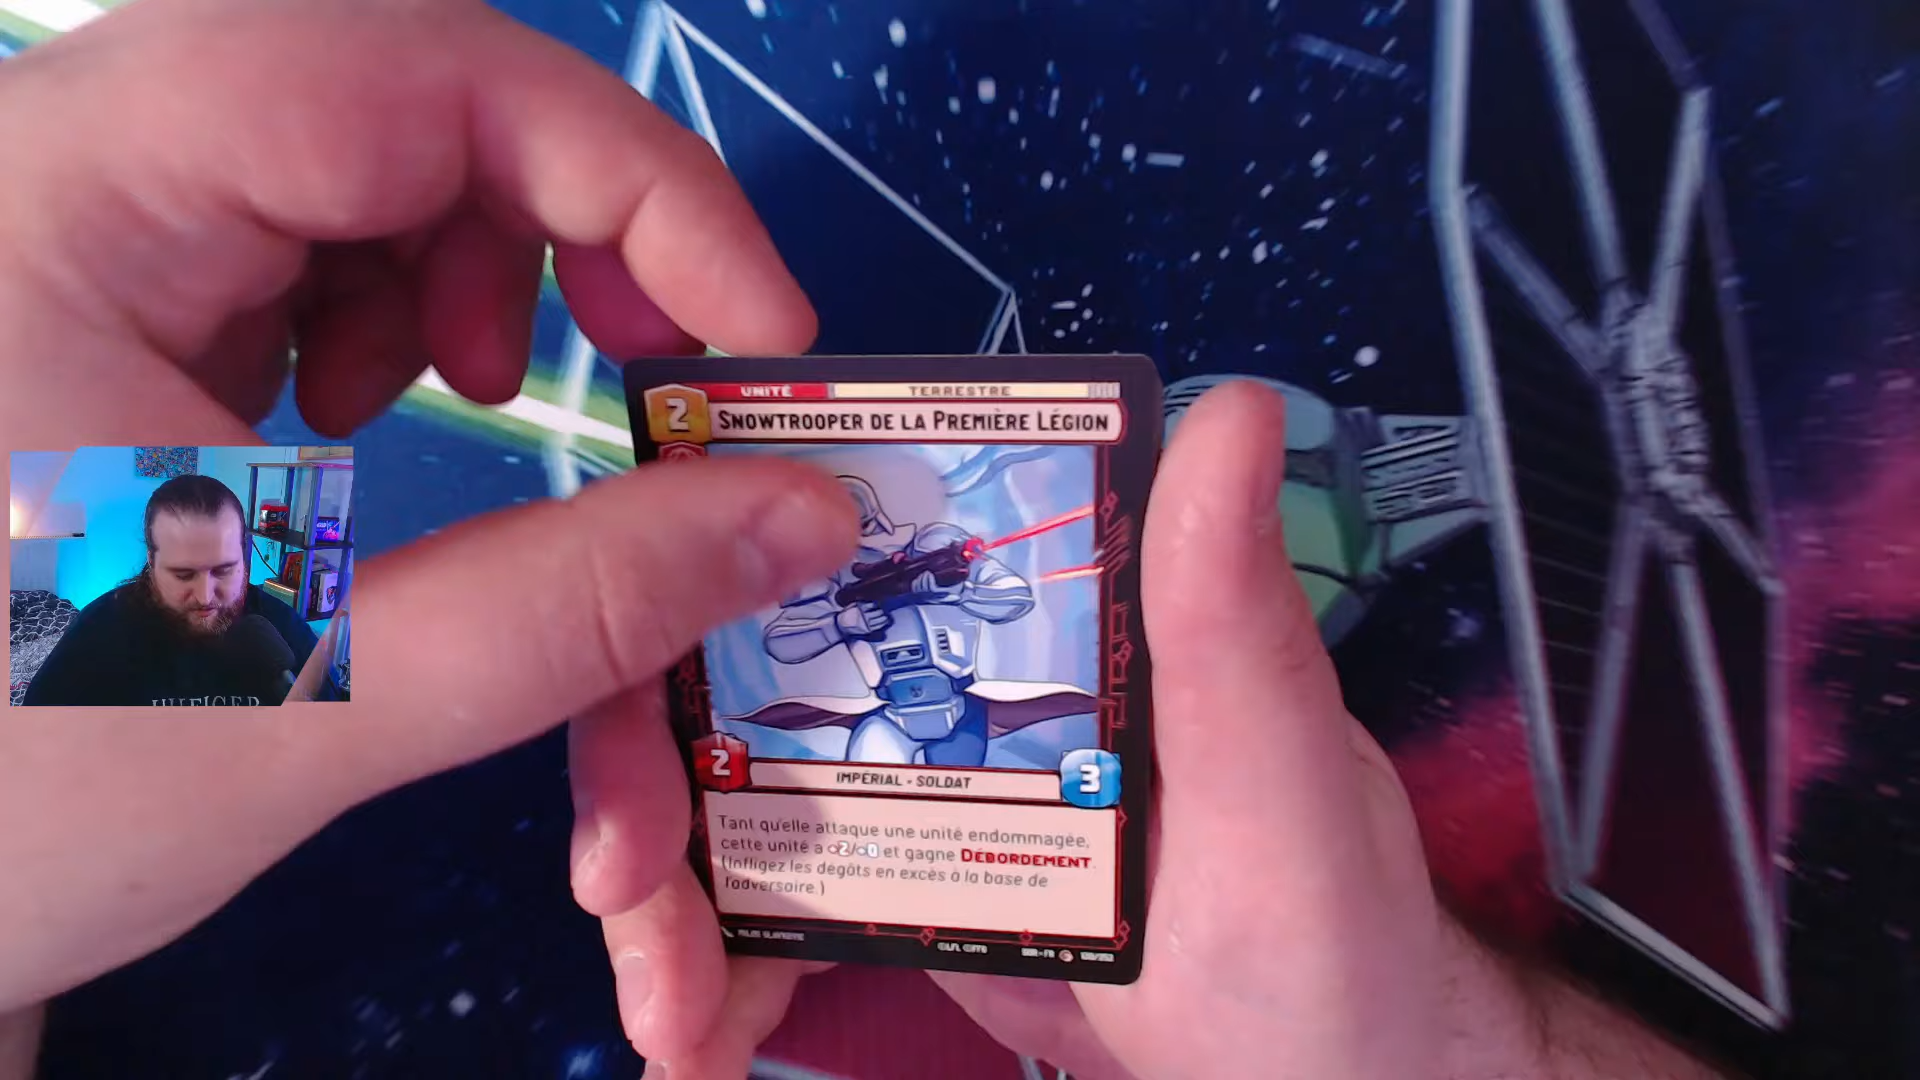 UNITÉ
TERRESTRE
2
SNOWTROOPER DE LA PREMIÈRE LÉGION
2
IMPÉRIAL - SOLDAT
3
Tant qu'elle attaque une unité endommagée,
cette unité a +2/+0 et gagne DÉBORDEMENT.
(Infligez les dégâts en excès à la base de
l'adversaire.)
HILFIGER